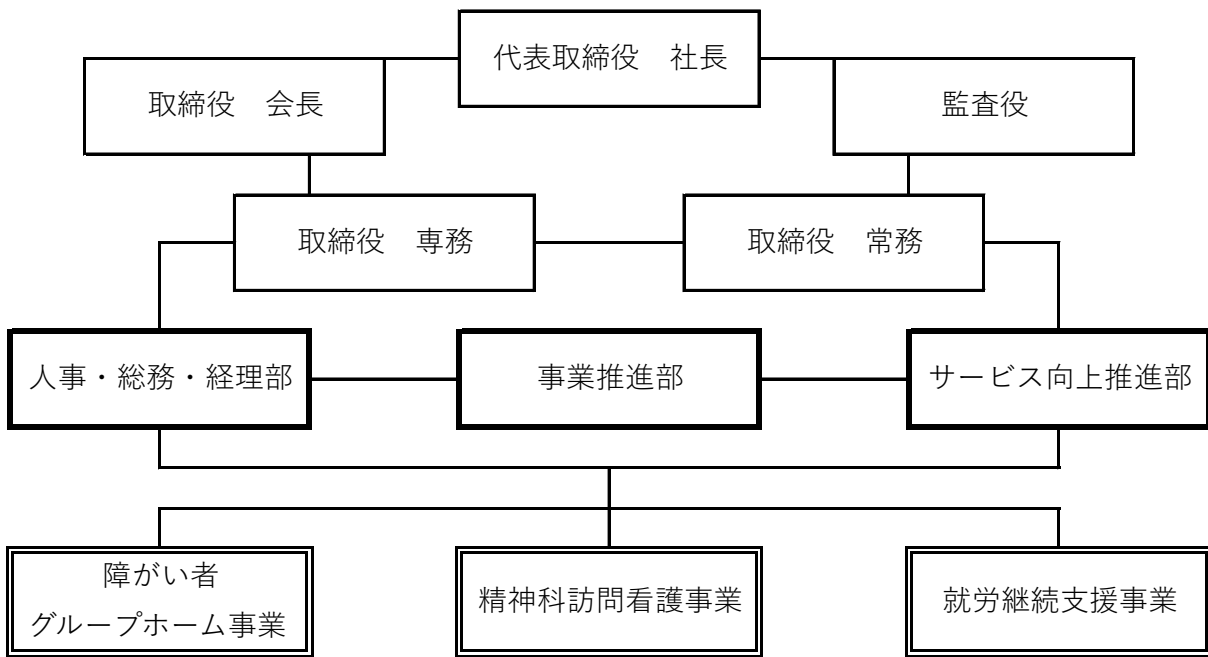 代表取締役　社長
取締役　会長
監査役
取締役　専務
取締役　常務
人事・総務・経理部
事業推進部
サービス向上推進部
障がい者
グループホーム事業
精神科訪問看護事業
就労継続支援事業